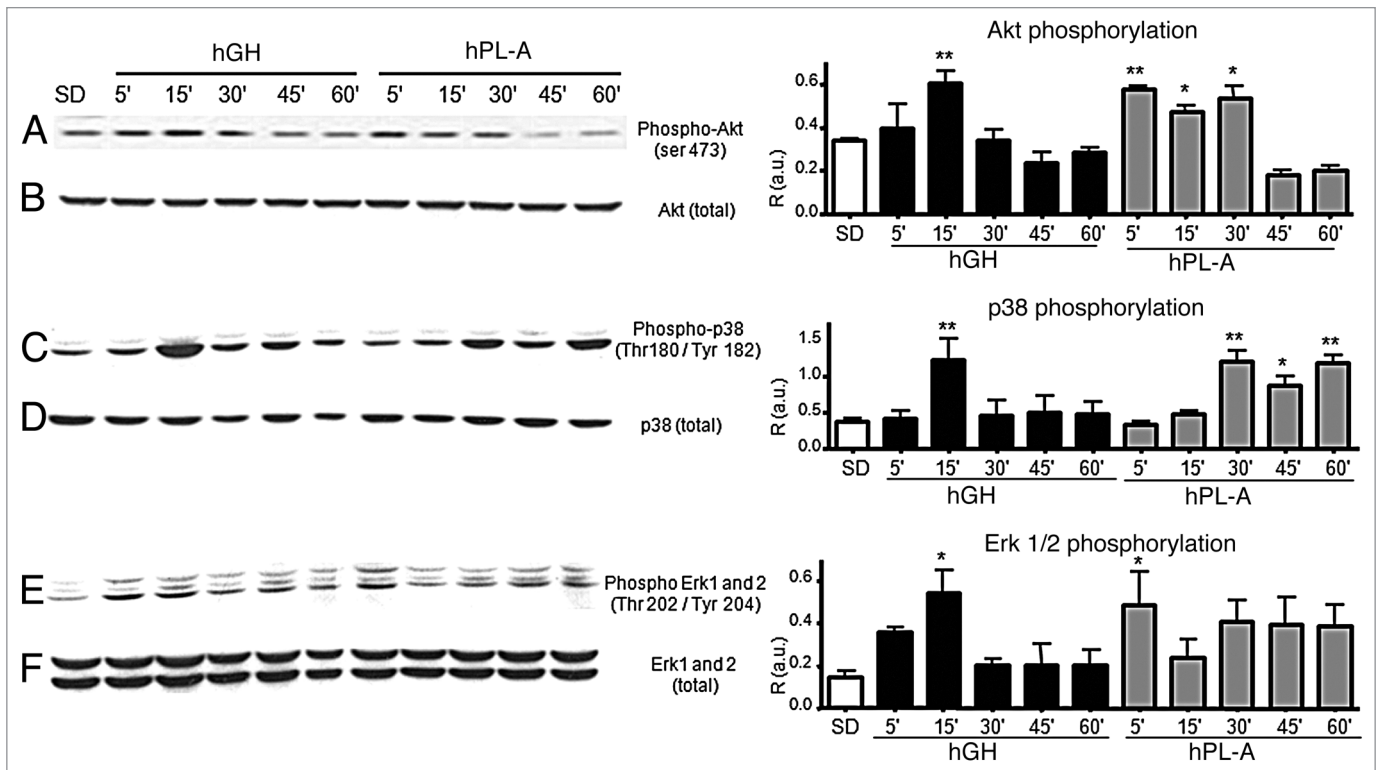 hGH hPL-A
SD 5' 15' 30' 45' 60' 5' 15' 30' 45' 60'
A
Phospho-Akt
(ser 473)
B
Akt (total)
C
Phospho-p38
(Thr180 / Tyr 182)
D
p38 (total)
E
Phospho Erk1 and 2
(Thr 202 / Tyr 204)
F
Erk1 and 2
(total)
Akt phosphorylation
R (a.u.)
0.6
0.4
0.2
0.0
** ** * *
SD 5' 15' 30' 45' 60' 5' 15' 30' 45' 60'
hGH hPL-A
p38 phosphorylation
R (a.u.)
1.5
1.0
0.5
0.0
** ** * **
SD 5' 15' 30' 45' 60' 5' 15' 30' 45' 60'
hGH hPL-A
Erk 1/2 phosphorylation
R (a.u.)
0.6
0.4
0.2
0.0
* *
SD 5' 15' 30' 45' 60' 5' 15' 30' 45' 60'
hGH hPL-A